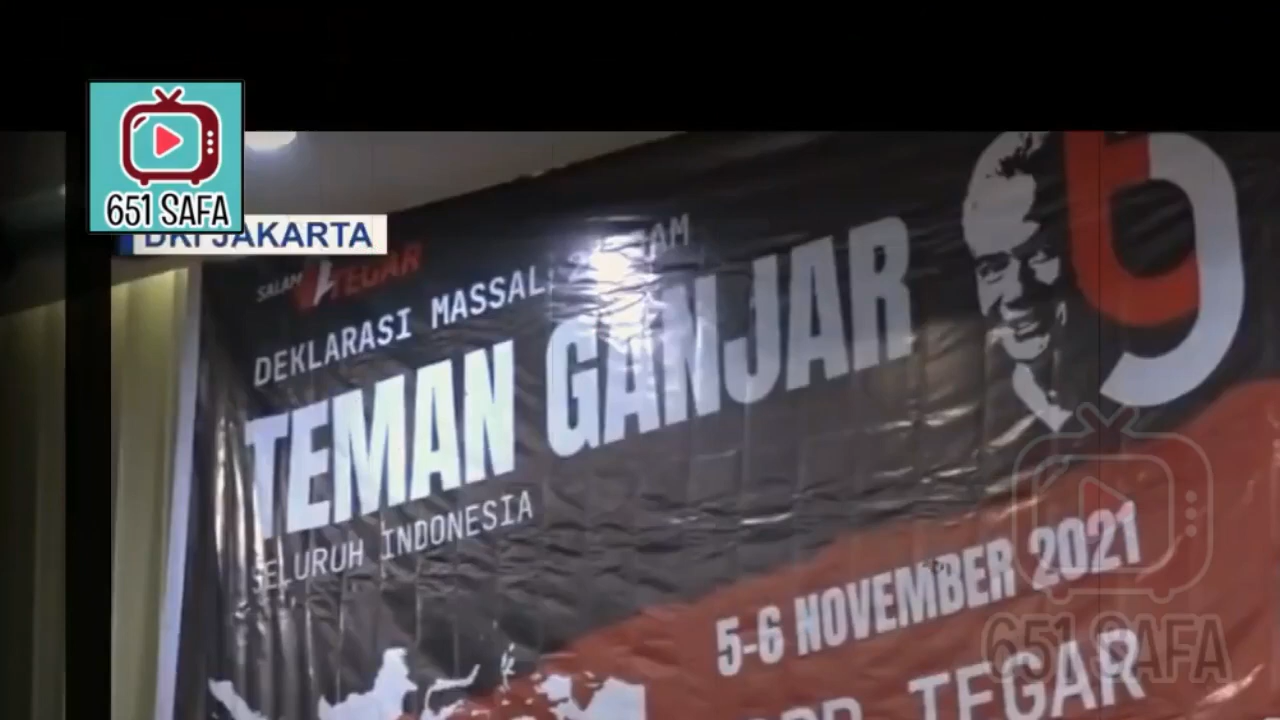 651 SAFA
DKI JAKARTA
SALAM TEGAR
DEKLARASI MASSAL
TEMAN GANJAR
SELURUH INDONESIA
5-6 NOVEMBER 2021
TEGAR
651 SAFA